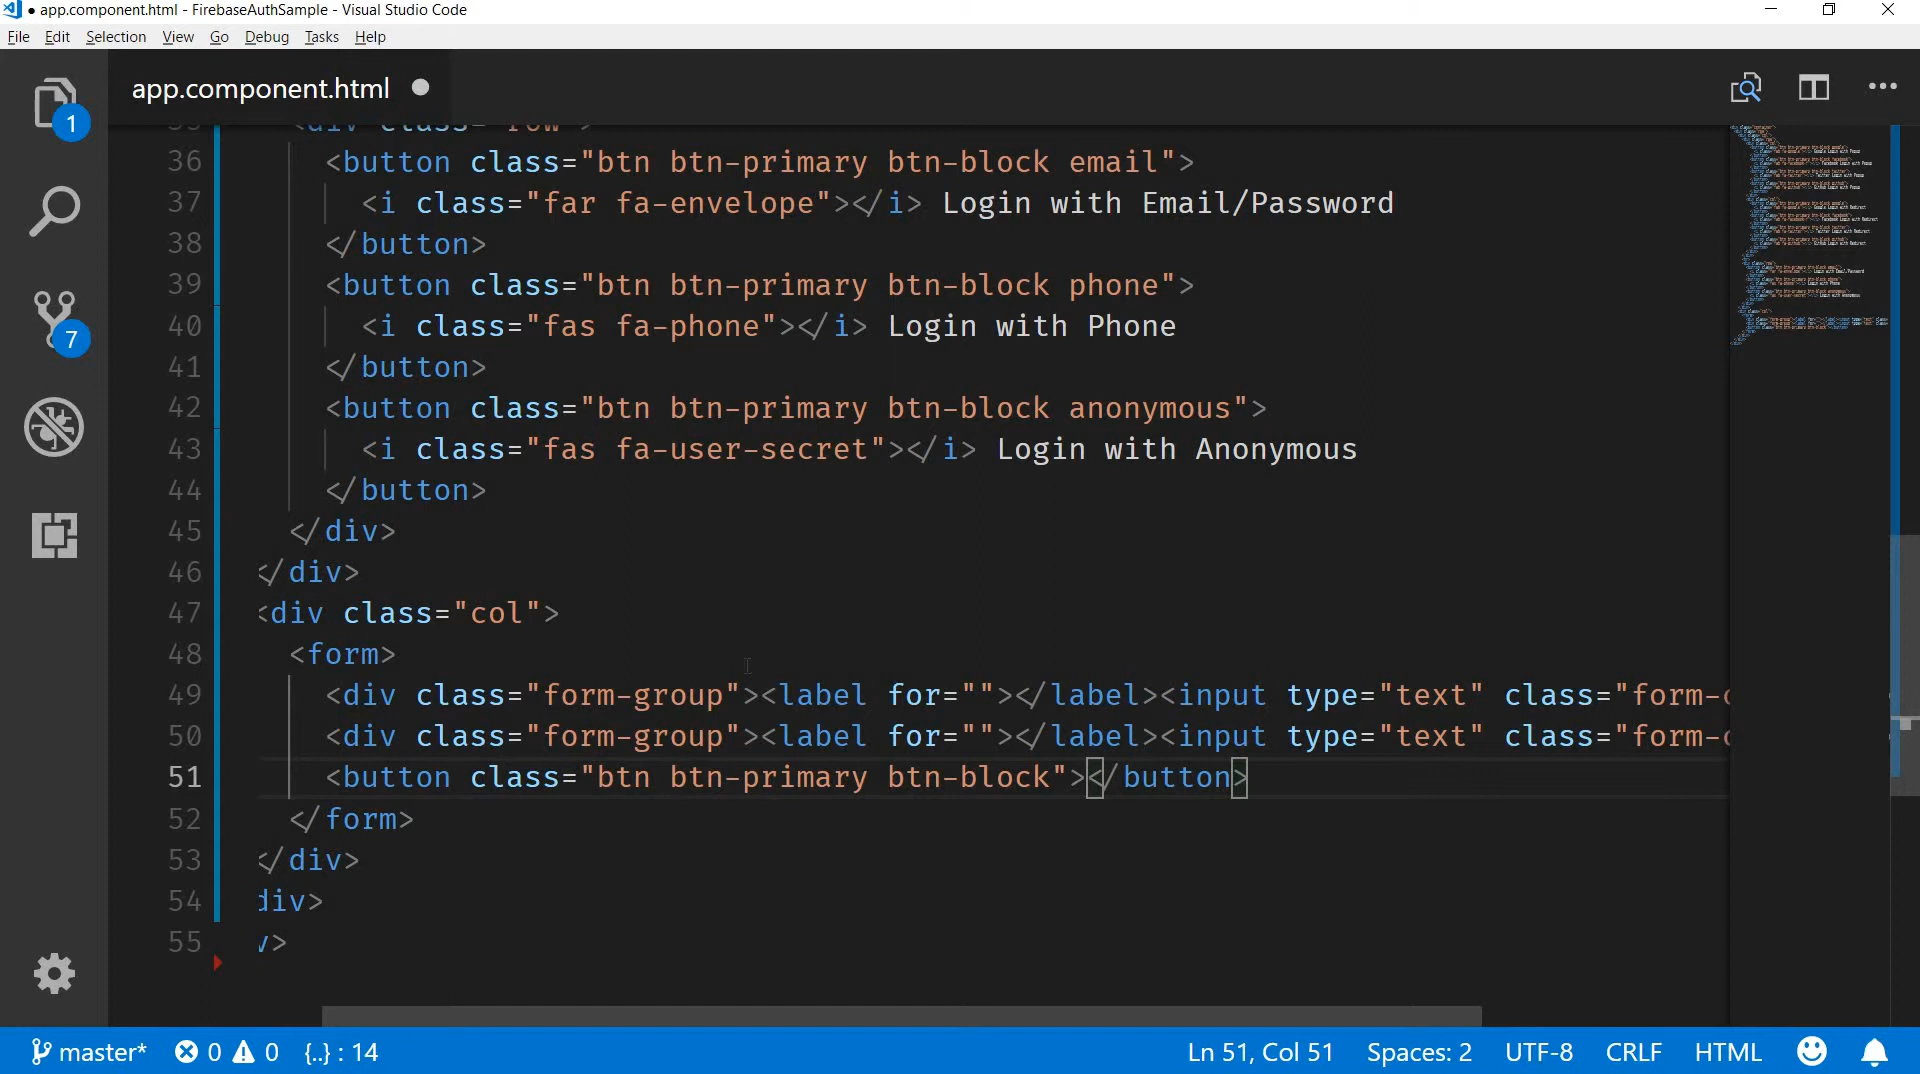 app.component.html - FirebaseAuthSample - Visual Studio Code
File Edit Selection View Go Debug Tasks Help
app.component.html
1
7
35 <div class="row">
36 <button class="btn btn-primary btn-block email">
37 <i class="far fa-envelope"></i> Login with Email/Password
38 </button>
39 <button class="btn btn-primary btn-block phone">
40 <i class="fas fa-phone"></i> Login with Phone
41 </button>
42 <button class="btn btn-primary btn-block anonymous">
43 <i class="fas fa-user-secret"></i> Login with Anonymous
44 </button>
45 </div>
46 </div>
47 <div class="col">
48 <form>
49 <div class="form-group"><label for=""></label><input type="text" class="form-c
50 <div class="form-group"><label for=""></label><input type="text" class="form-c
51 <button class="btn btn-primary btn-block"></button>
52 </form>
53 </div>
54 div>
55 v>
master* 0 0 {..} : 14 Ln 51, Col 51 Spaces: 2 UTF-8 CRLF HTML